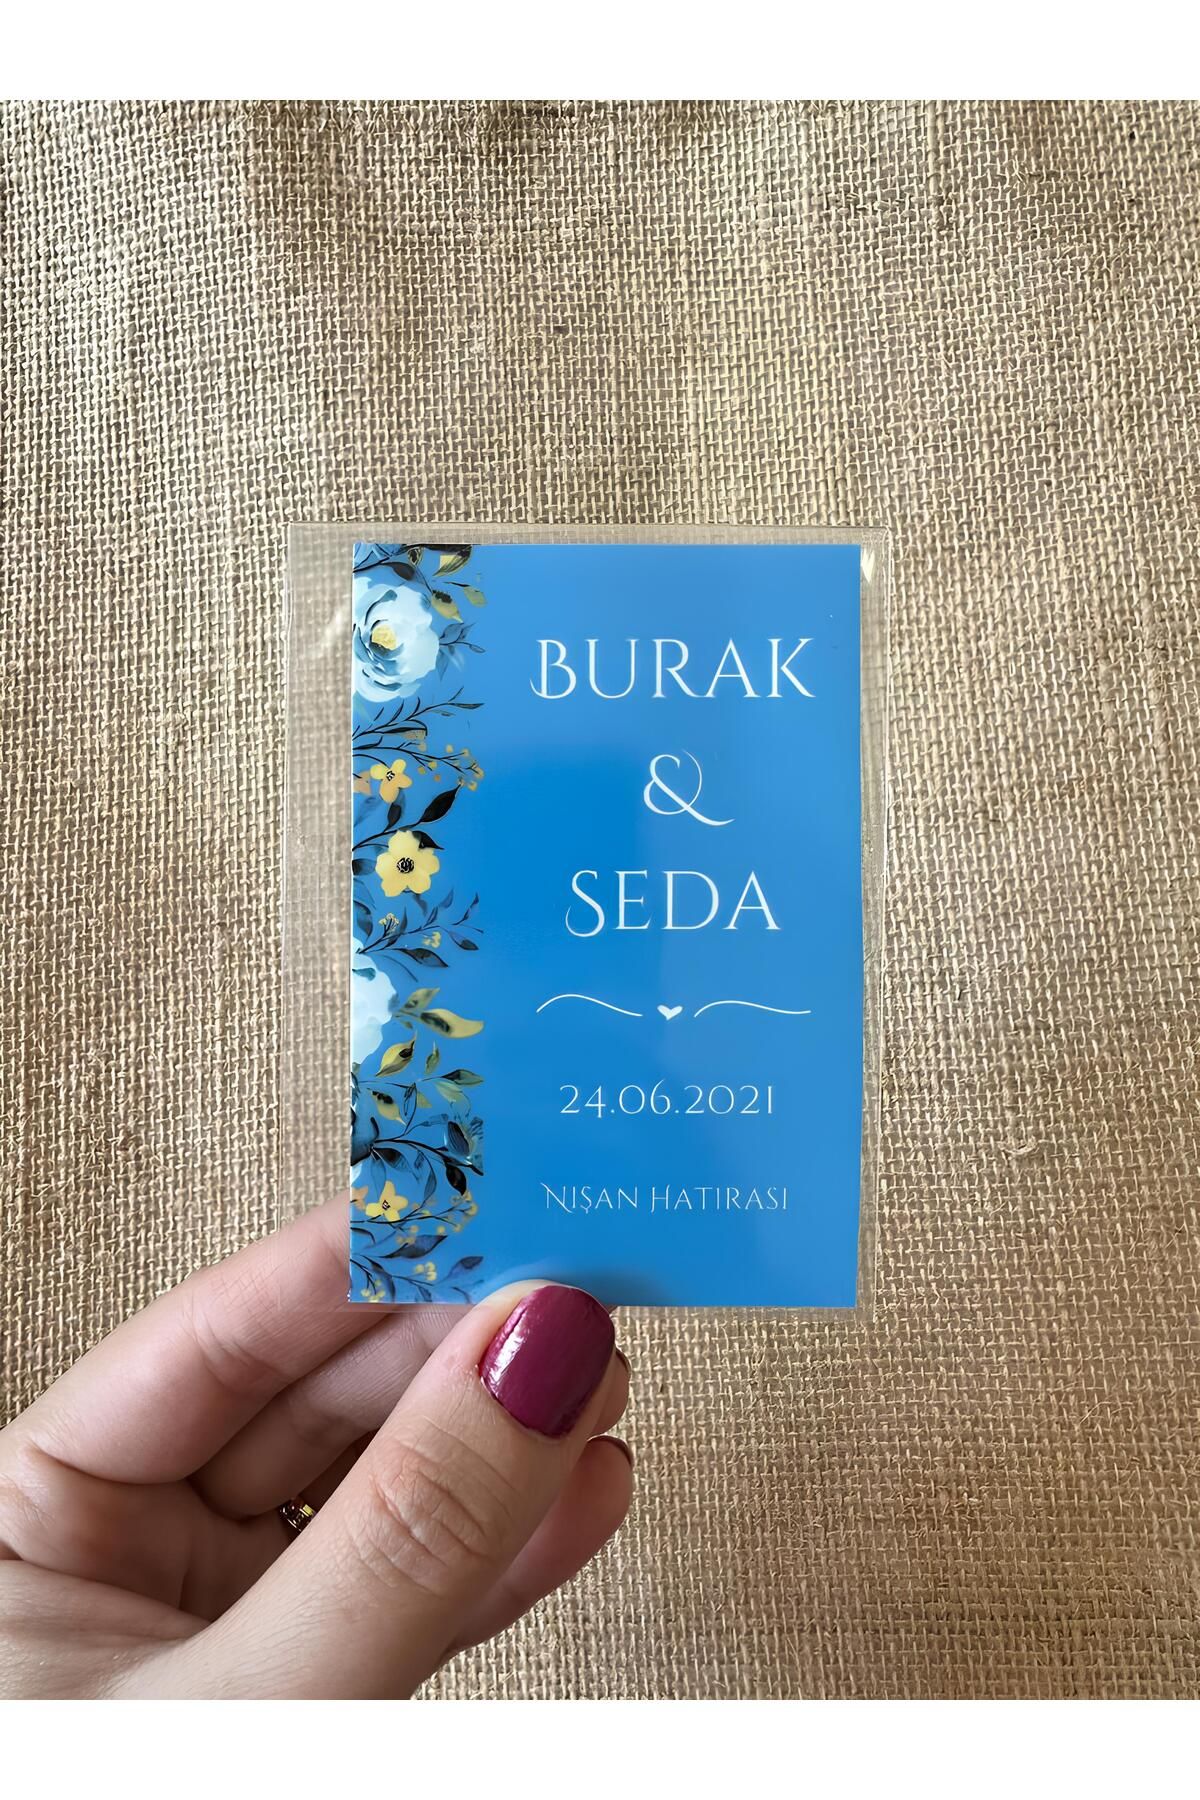 BURAK
&
SEDA
24.06.2021
NIŞAN HATIRASI